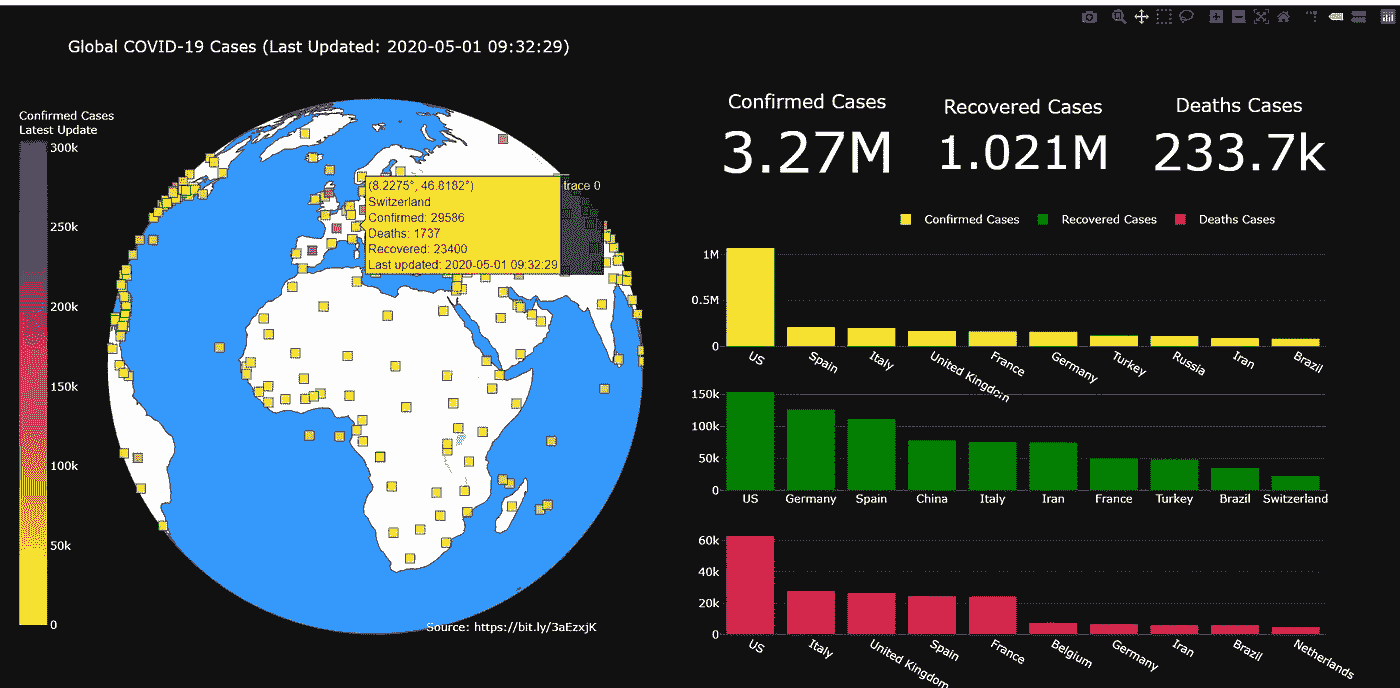 Global COVID-19 Cases (Last Updated: 2020-05-01 09:32:29)
Confirmed Cases
Latest Update
300k
250k
200k
150k
100k
50k
0
(8.2275°, 46.8182°)
Switzerland
Confirmed: 29586
Deaths: 1737
Recovered: 23400
Last updated: 2020-05-01 09:32:29
trace 0
Source: https://bit.ly/3aEzxjK
Confirmed Cases
3.27M
Recovered Cases
1.021M
Deaths Cases
233.7k
Confirmed Cases Recovered Cases Deaths Cases
1M
0.5M
0
US Spain Italy United Kingdom France Germany Turkey Russia Iran Brazil
150k
100k
50k
0
US Germany Spain China Italy Iran France Turkey Brazil Switzerland
60k
40k
20k
0
US Italy United Kingdom Spain France Belgium Germany Iran Brazil Netherlands